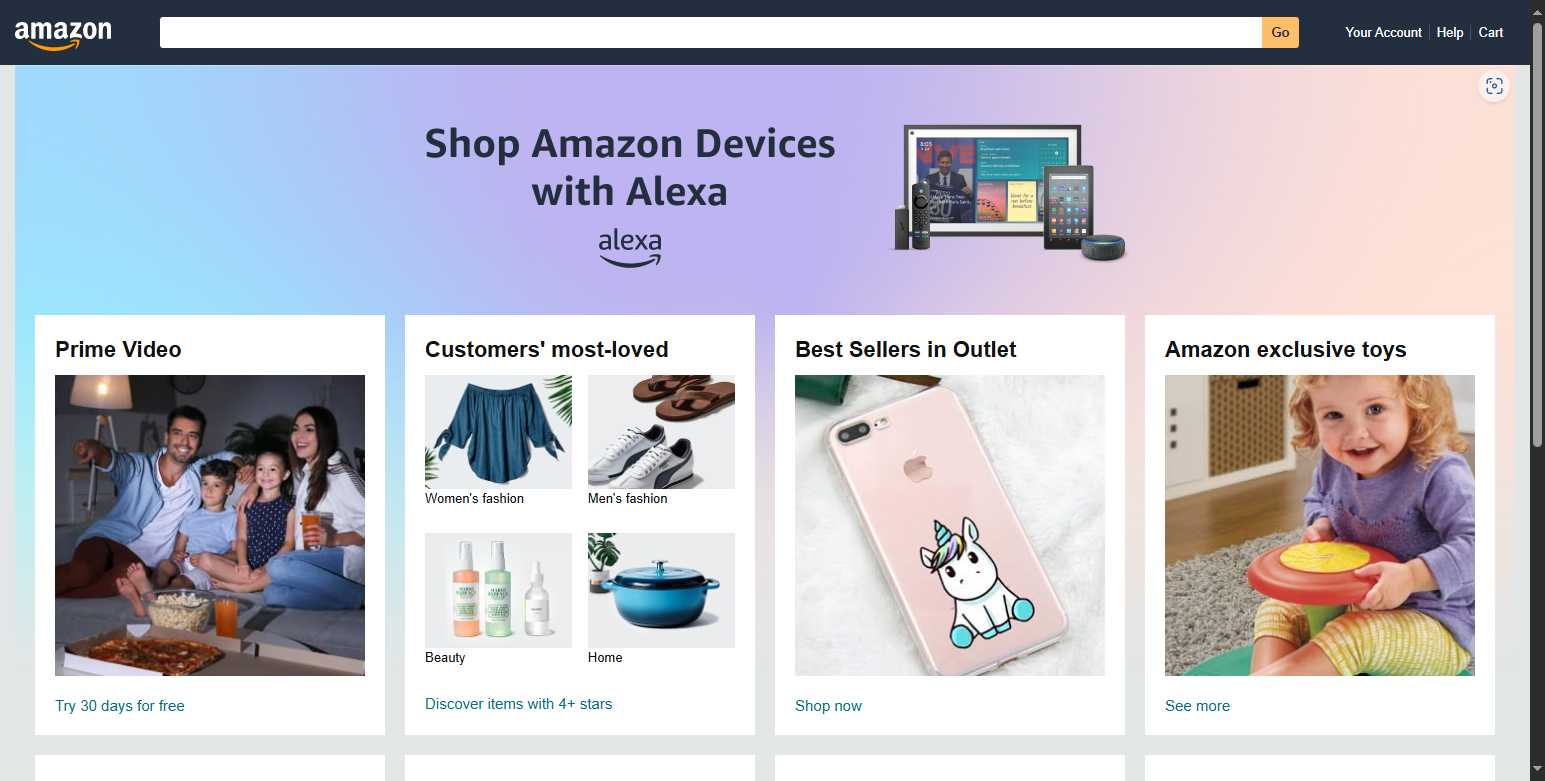 amazon
Go
Your Account
Help
Cart
Shop Amazon Devices
with Alexa
alexa
Prime Video
Try 30 days for free
Customers' most-loved
Women's fashion
Men's fashion
Beauty
Home
Discover items with 4+ stars
Best Sellers in Outlet
Shop now
Amazon exclusive toys
See more